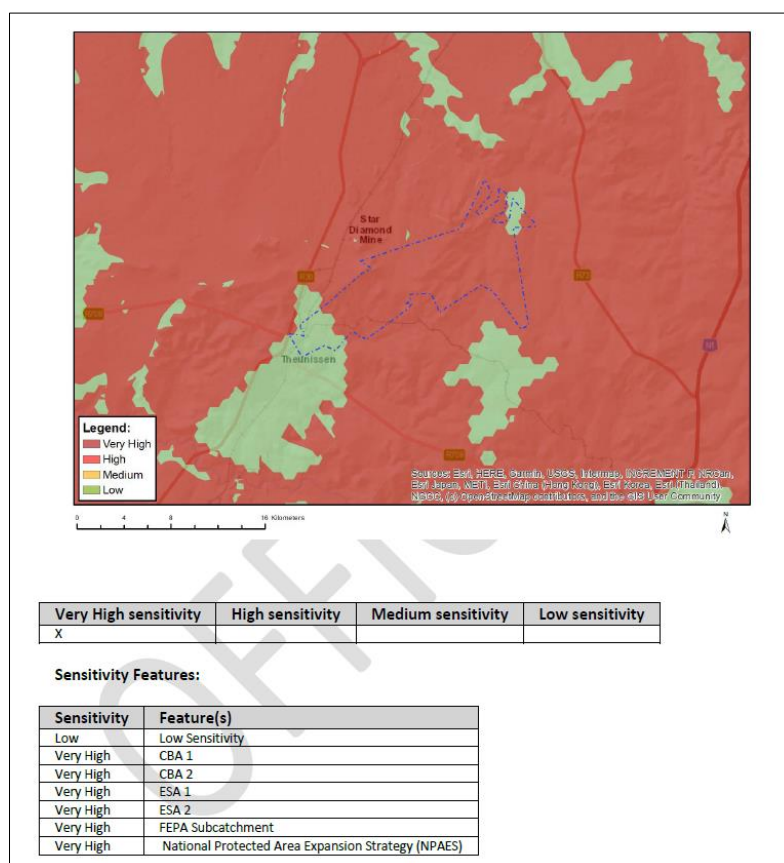 Star
Diamond
Mine
R30
R73
R708
N1
Theunissen
R708
Legend:
Very High
High
Medium
Low
Sources: Esri, HERE, Garmin, USGS, Intermap, INCREMENT P, NRCan,
Esri Japan, METI, Esri China (Hong Kong), Esri Korea, Esri (Thailand),
NGCC, (c) OpenStreetMap contributors, and the GIS User Community
0 4 8 16 Kilometers
N
Very High sensitivity High sensitivity Medium sensitivity Low sensitivity
X
Sensitivity Features:
Sensitivity Feature(s)
Low Low Sensitivity
Very High CBA 1
Very High CBA 2
Very High ESA 1
Very High ESA 2
Very High FEPA Subcatchment
Very High National Protected Area Expansion Strategy (NPAES)
OFFIC